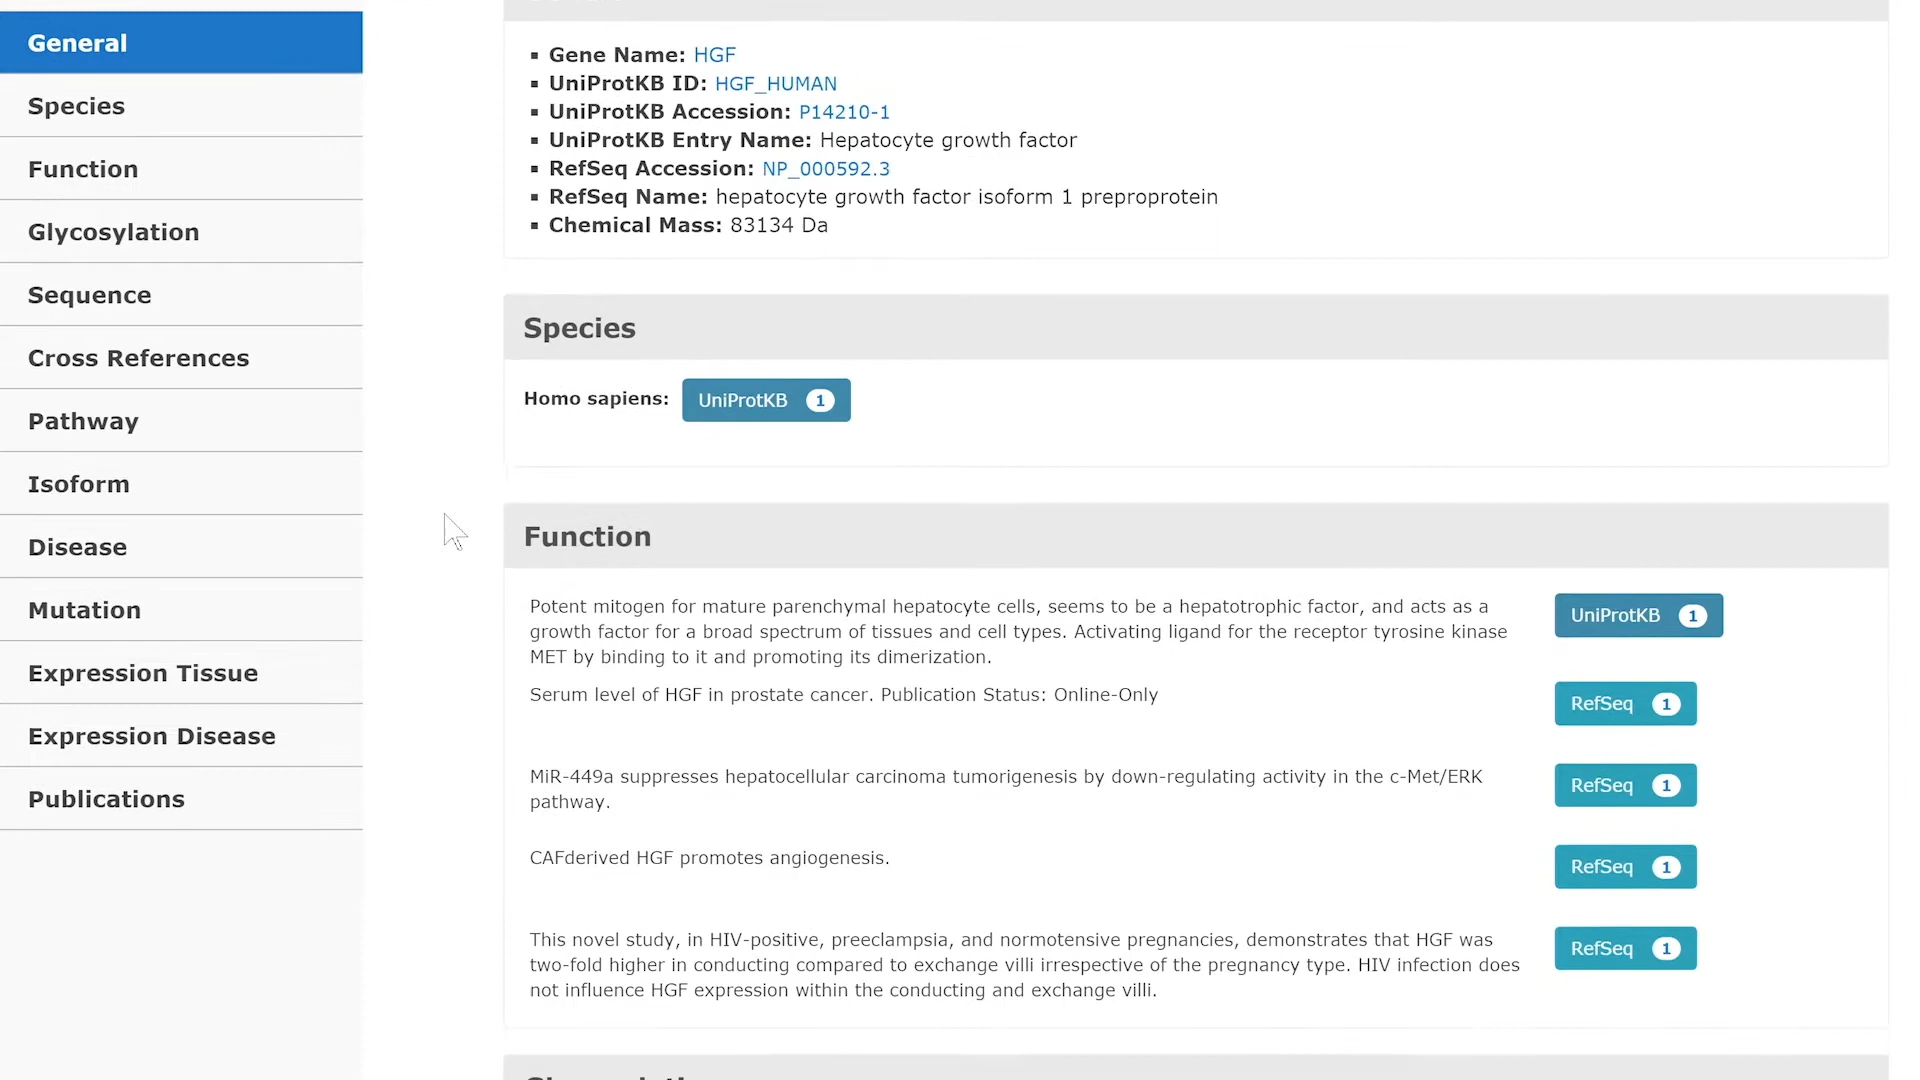 General
Species
Function
Glycosylation
Sequence
Cross References
Pathway
Isoform
Disease
Mutation
Expression Tissue
Expression Disease
Publications
Gene Name: HGF
UniProtKB ID: HGF_HUMAN
UniProtKB Accession: P14210-1
UniProtKB Entry Name: Hepatocyte growth factor
RefSeq Accession: NP_000592.3
RefSeq Name: hepatocyte growth factor isoform 1 preproprotein
Chemical Mass: 83134 Da
Species
Homo sapiens: UniProtKB 1
Function
Potent mitogen for mature parenchymal hepatocyte cells, seems to be a hepatotrophic factor, and acts as a
growth factor for a broad spectrum of tissues and cell types. Activating ligand for the receptor tyrosine kinase
MET by binding to it and promoting its dimerization.
UniProtKB 1
Serum level of HGF in prostate cancer. Publication Status: Online-Only
RefSeq 1
MiR-449a suppresses hepatocellular carcinoma tumorigenesis by down-regulating activity in the c-Met/ERK
pathway.
RefSeq 1
CAFderived HGF promotes angiogenesis.
RefSeq 1
This novel study, in HIV-positive, preeclampsia, and normotensive pregnancies, demonstrates that HGF was
two-fold higher in conducting compared to exchange villi irrespective of the pregnancy type. HIV infection does
not influence HGF expression within the conducting and exchange villi.
RefSeq 1